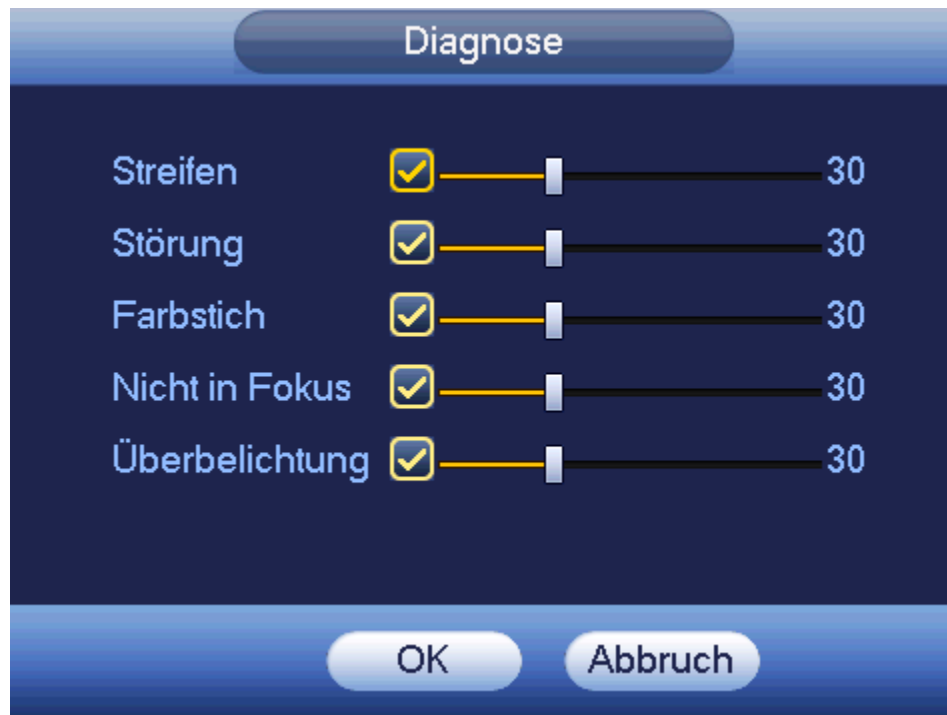 Diagnose
Streifen 30
Störung 30
Farbstich 30
Nicht in Fokus 30
Überbelichtung 30
OK Abbruch